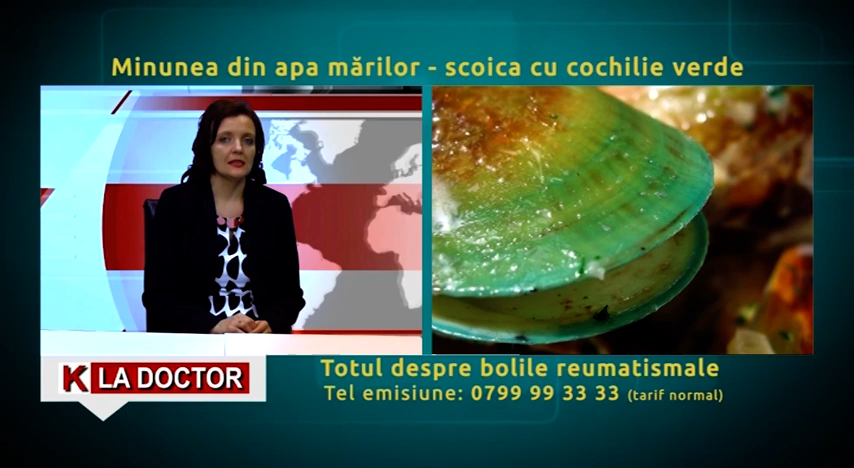 Minunea din apa mărilor - scoica cu cochilie verde
K LA DOCTOR
Totul despre bolile reumatismale
Tel emisiune: 0799 99 33 33 (tarif normal)